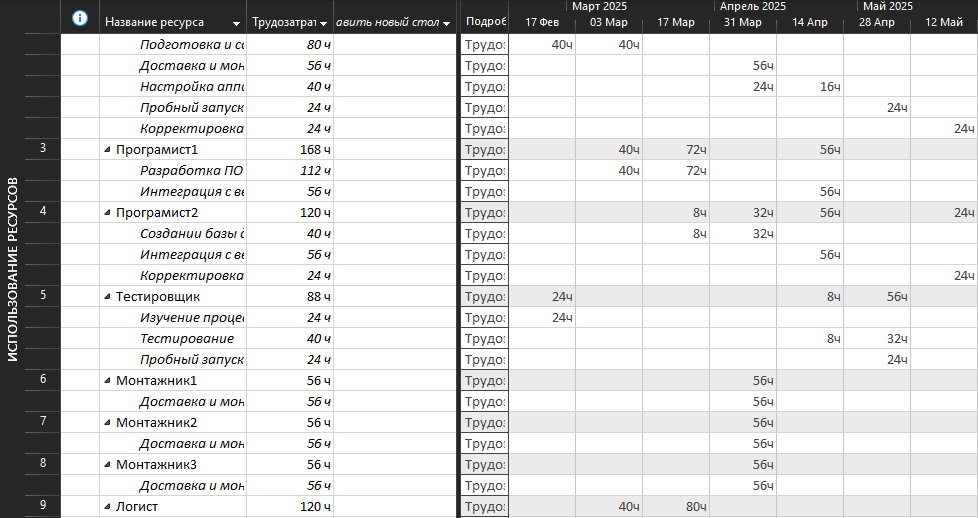 Март 2025 Апрель 2025 Май 2025
Название ресурса Трудозатрат авить новый стол Подроб 17 Фев 03 Мар 17 Мар 31 Мар 14 Апр 28 Апр 12 Май
ИСПОЛЬЗОВАНИЕ РЕСУРСОВ
Подготовка и со 80 ч Трудо: 40ч 40ч
Доставка и мон 56 ч Трудо: 56ч
Настройка аппа 40 ч Трудо: 24ч 16ч
Пробный запуск 24 ч Трудо: 24ч
Корректировка 24 ч Трудо: 24ч
3 Програмист1 168 ч Трудо: 40ч 72ч 56ч
Разработка ПО 112 ч Трудо: 40ч 72ч
Интеграция с ве 56 ч Трудо: 56ч
4 Програмист2 120 ч Трудо: 8ч 32ч 56ч 24ч
Создании базы д 40 ч Трудо: 8ч 32ч
Интеграция с ве 56 ч Трудо: 56ч
Корректировка 24 ч Трудо: 24ч
5 Тестировщик 88 ч Трудо: 24ч 8ч 56ч
Изучение процес 24 ч Трудо: 24ч
Тестирование 40 ч Трудо: 8ч 32ч
Пробный запуск 24 ч Трудо: 24ч
6 Монтажник1 56 ч Трудо: 56ч
Доставка и мон 56 ч Трудо: 56ч
7 Монтажник2 56 ч Трудо: 56ч
Доставка и мон 56 ч Трудо: 56ч
8 Монтажник3 56 ч Трудо: 56ч
Доставка и мон 56 ч Трудо: 56ч
9 Логист 120 ч Трудо: 40ч 80ч